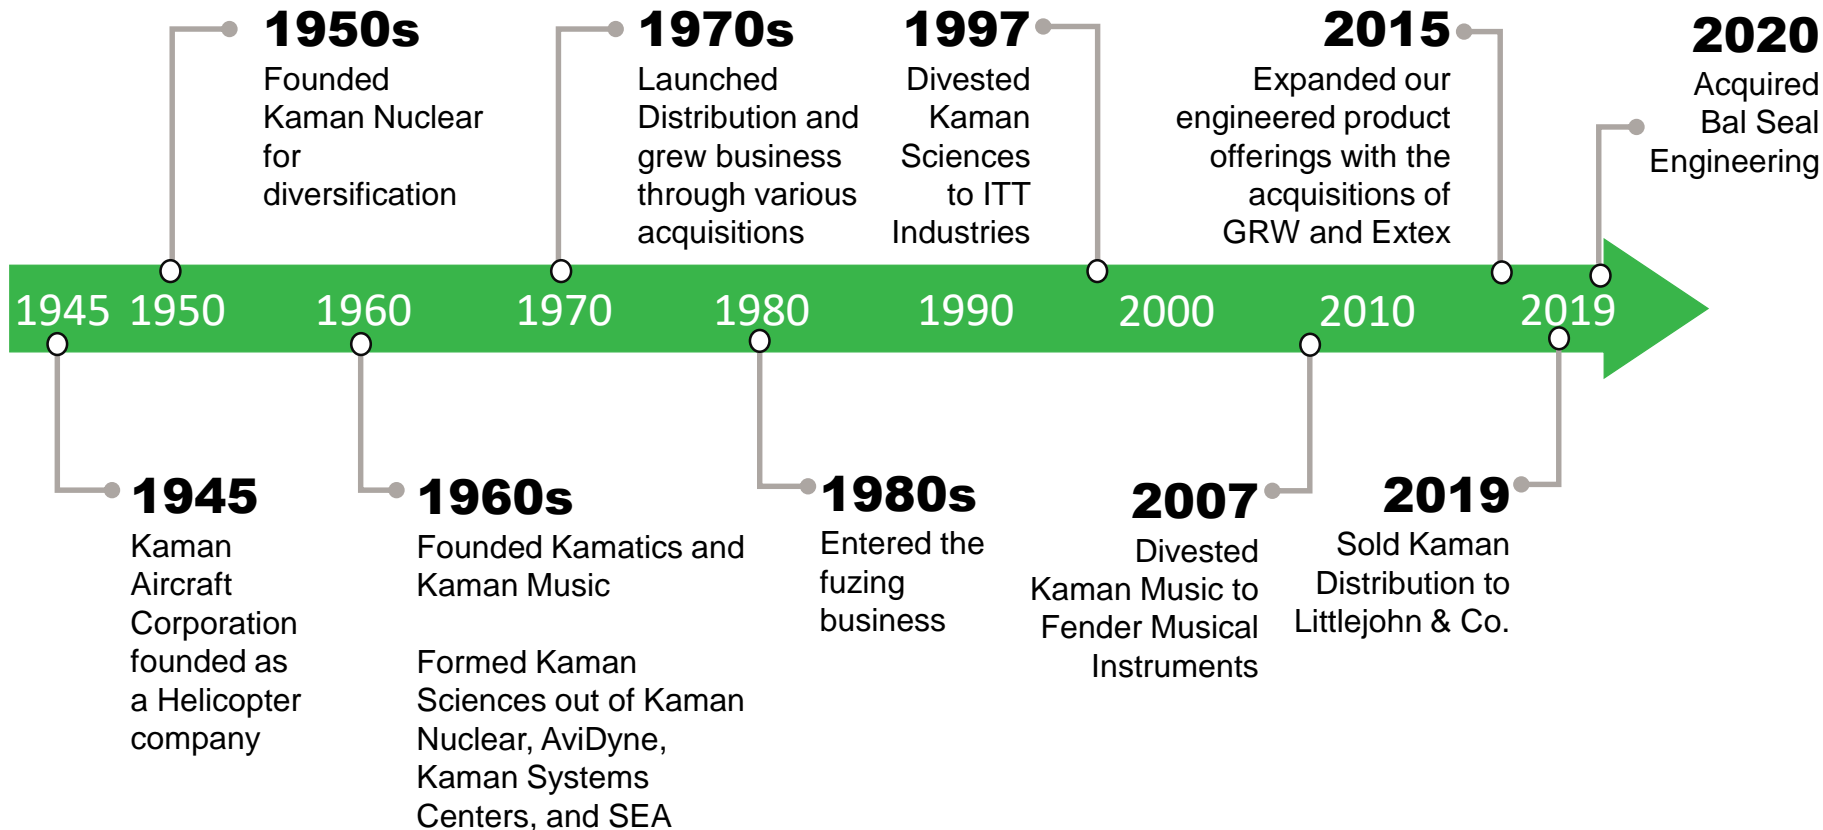 1950s
Founded
Kaman Nuclear
for
diversification
1970s
Launched
Distribution and
grew business
through various
acquisitions
1997
Divested
Kaman
Sciences
to ITT
Industries
2015
Expanded our
engineered product
offerings with the
acquisitions of
GRW and Extex
2020
Acquired
Bal Seal
Engineering
1945 1950 1960 1970 1980 1990 2000 2010 2019
1945
Kaman
Aircraft
Corporation
founded as
a Helicopter
company
1960s
Founded Kamatics and
Kaman Music
Formed Kaman
Sciences out of Kaman
Nuclear, AviDyne,
Kaman Systems
Centers, and SEA
1980s
Entered the
fuzing
business
2007
Divested
Kaman Music to
Fender Musical
Instruments
2019
Sold Kaman
Distribution to
Littlejohn & Co.